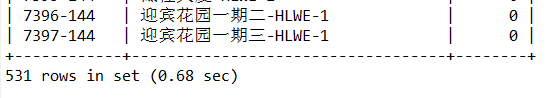 | 7396-144   | 迎宾花园一期二-HLWE-1              |      0 |
| 7397-144   | 迎宾花园一期三-HLWE-1              |      0 |
+------------+------------------------------------+--------+
531 rows in set (0.68 sec)